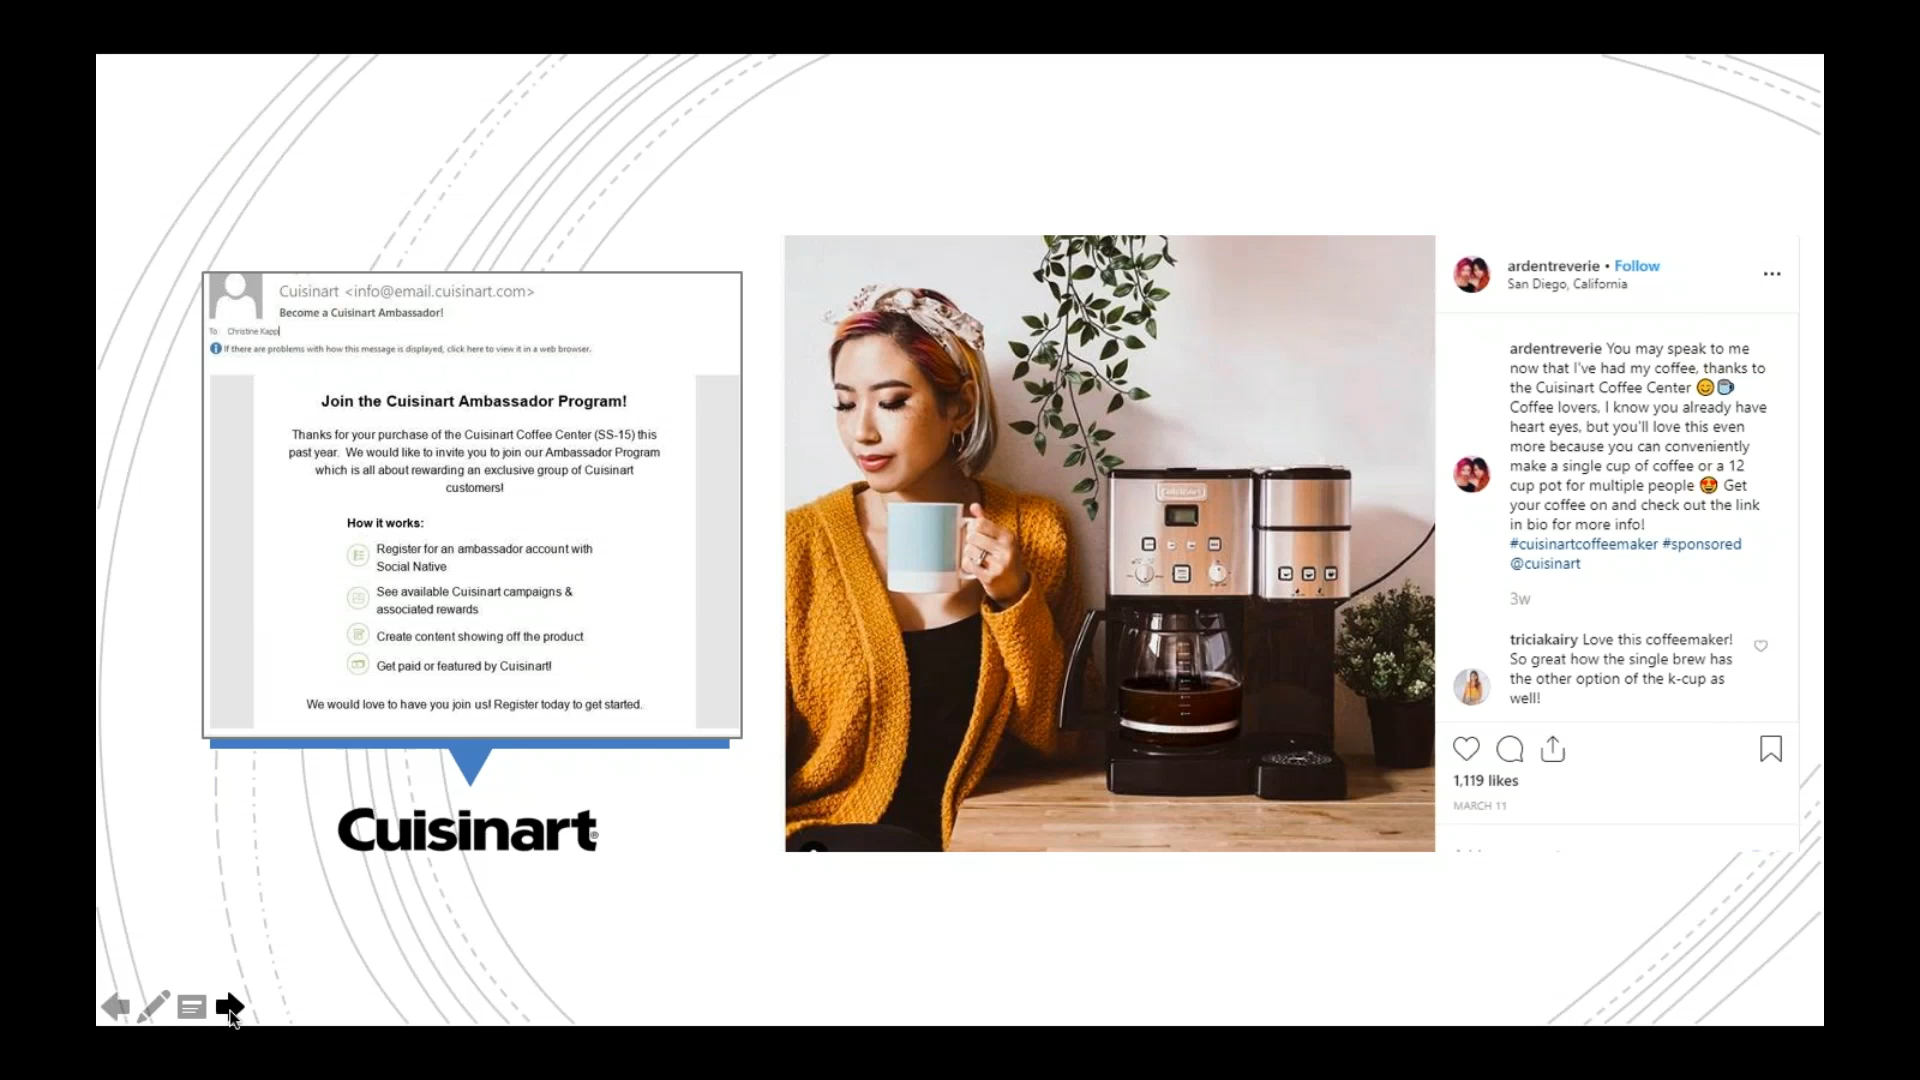 Cuisinart <info@email.cuisinart.com>
Become a Cuisinart Ambassador!
To Christine Kapp
If there are problems with how this message is displayed, click here to view it in a web browser.
Join the Cuisinart Ambassador Program!
Thanks for your purchase of the Cuisinart Coffee Center (SS-15) this
past year. We would like to invite you to join our Ambassador Program
which is all about rewarding an exclusive group of Cuisinart
customers!
How it works:
Register for an ambassador account with
Social Native
See available Cuisinart campaigns &
associated rewards
Create content showing off the product
Get paid or featured by Cuisinart!
We would love to have you join us! Register today to get started.
Cuisinart®
Cuisinart
ardentreverie • Follow
San Diego, California
ardentreverie You may speak to me
now that I've had my coffee, thanks to
the Cuisinart Coffee Center 😊☕
Coffee lovers, I know you already have
heart eyes, but you'll love this even
more because you can conveniently
make a single cup of coffee or a 12
cup pot for multiple people 😍 Get
your coffee on and check out the link
in bio for more info!
#cuisinartcoffeemaker #sponsored
@cuisinart
3w
triciakairy Love this coffeemaker!
So great how the single brew has
the other option of the k-cup as
well!
1,119 likes
MARCH 11